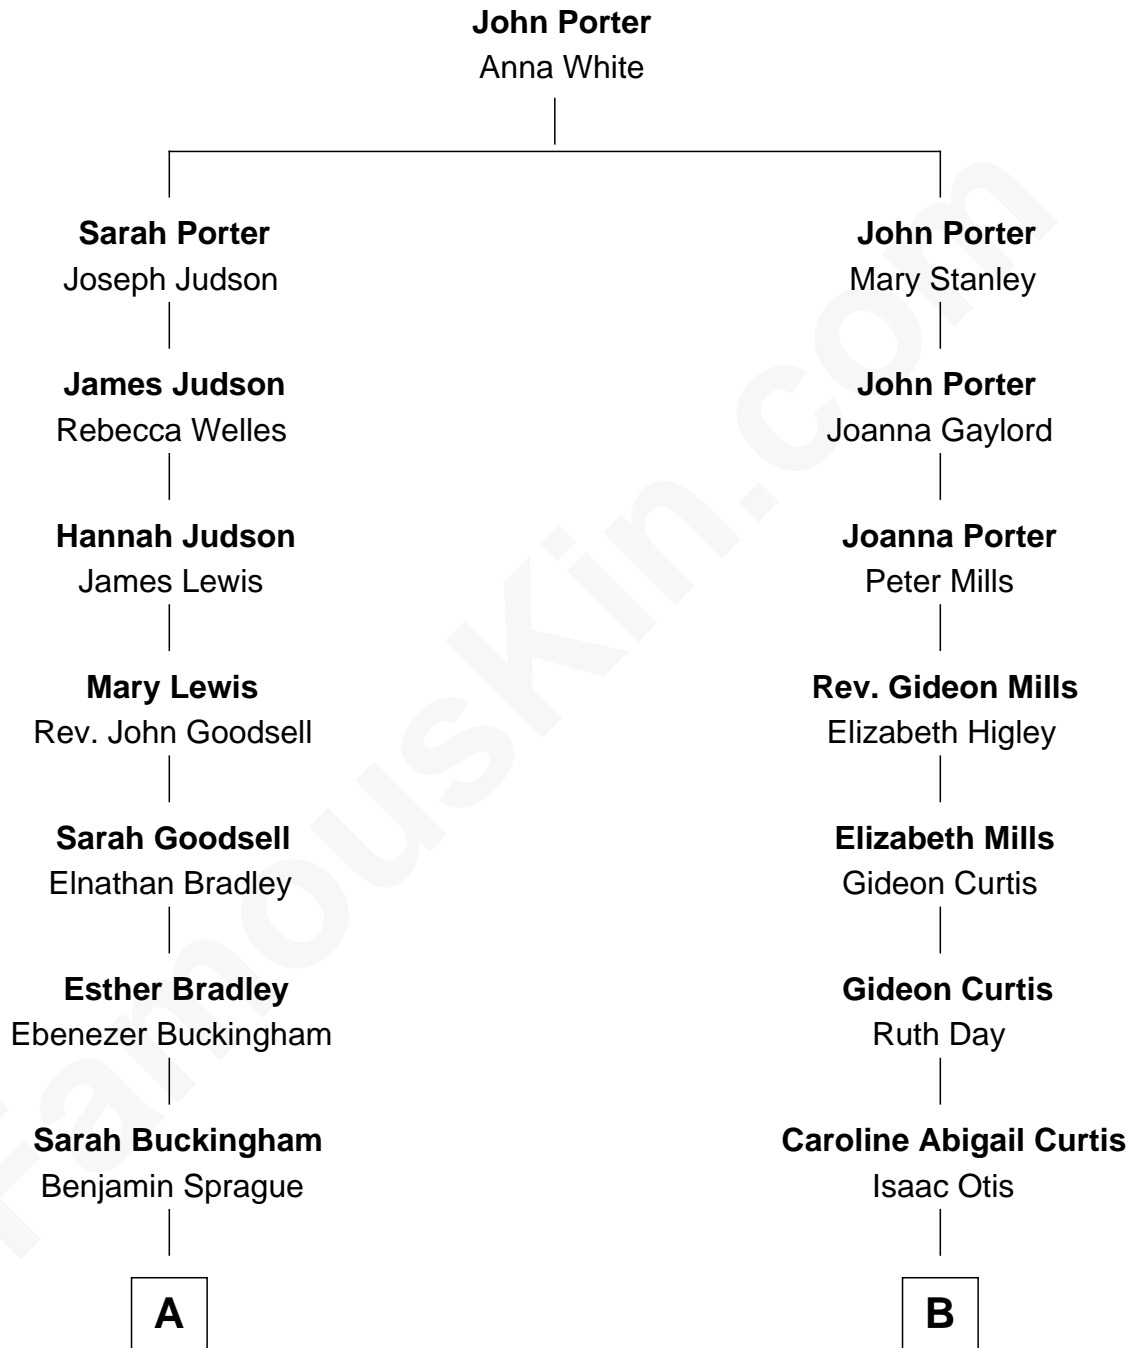 John Porter
Anna White
Sarah Porter
Joseph Judson
John Porter
Mary Stanley
James Judson
Rebecca Welles
John Porter
Joanna Gaylord
Hannah Judson
James Lewis
Joanna Porter
Peter Mills
Mary Lewis
Rev. John Goodsell
Rev. Gideon Mills
Elizabeth Higley
Sarah Goodsell
Elnathan Bradley
Elizabeth Mills
Gideon Curtis
Esther Bradley
Ebenezer Buckingham
Gideon Curtis
Ruth Day
Sarah Buckingham
Benjamin Sprague
Caroline Abigail Curtis
Isaac Otis
A
B
FamousKin.com